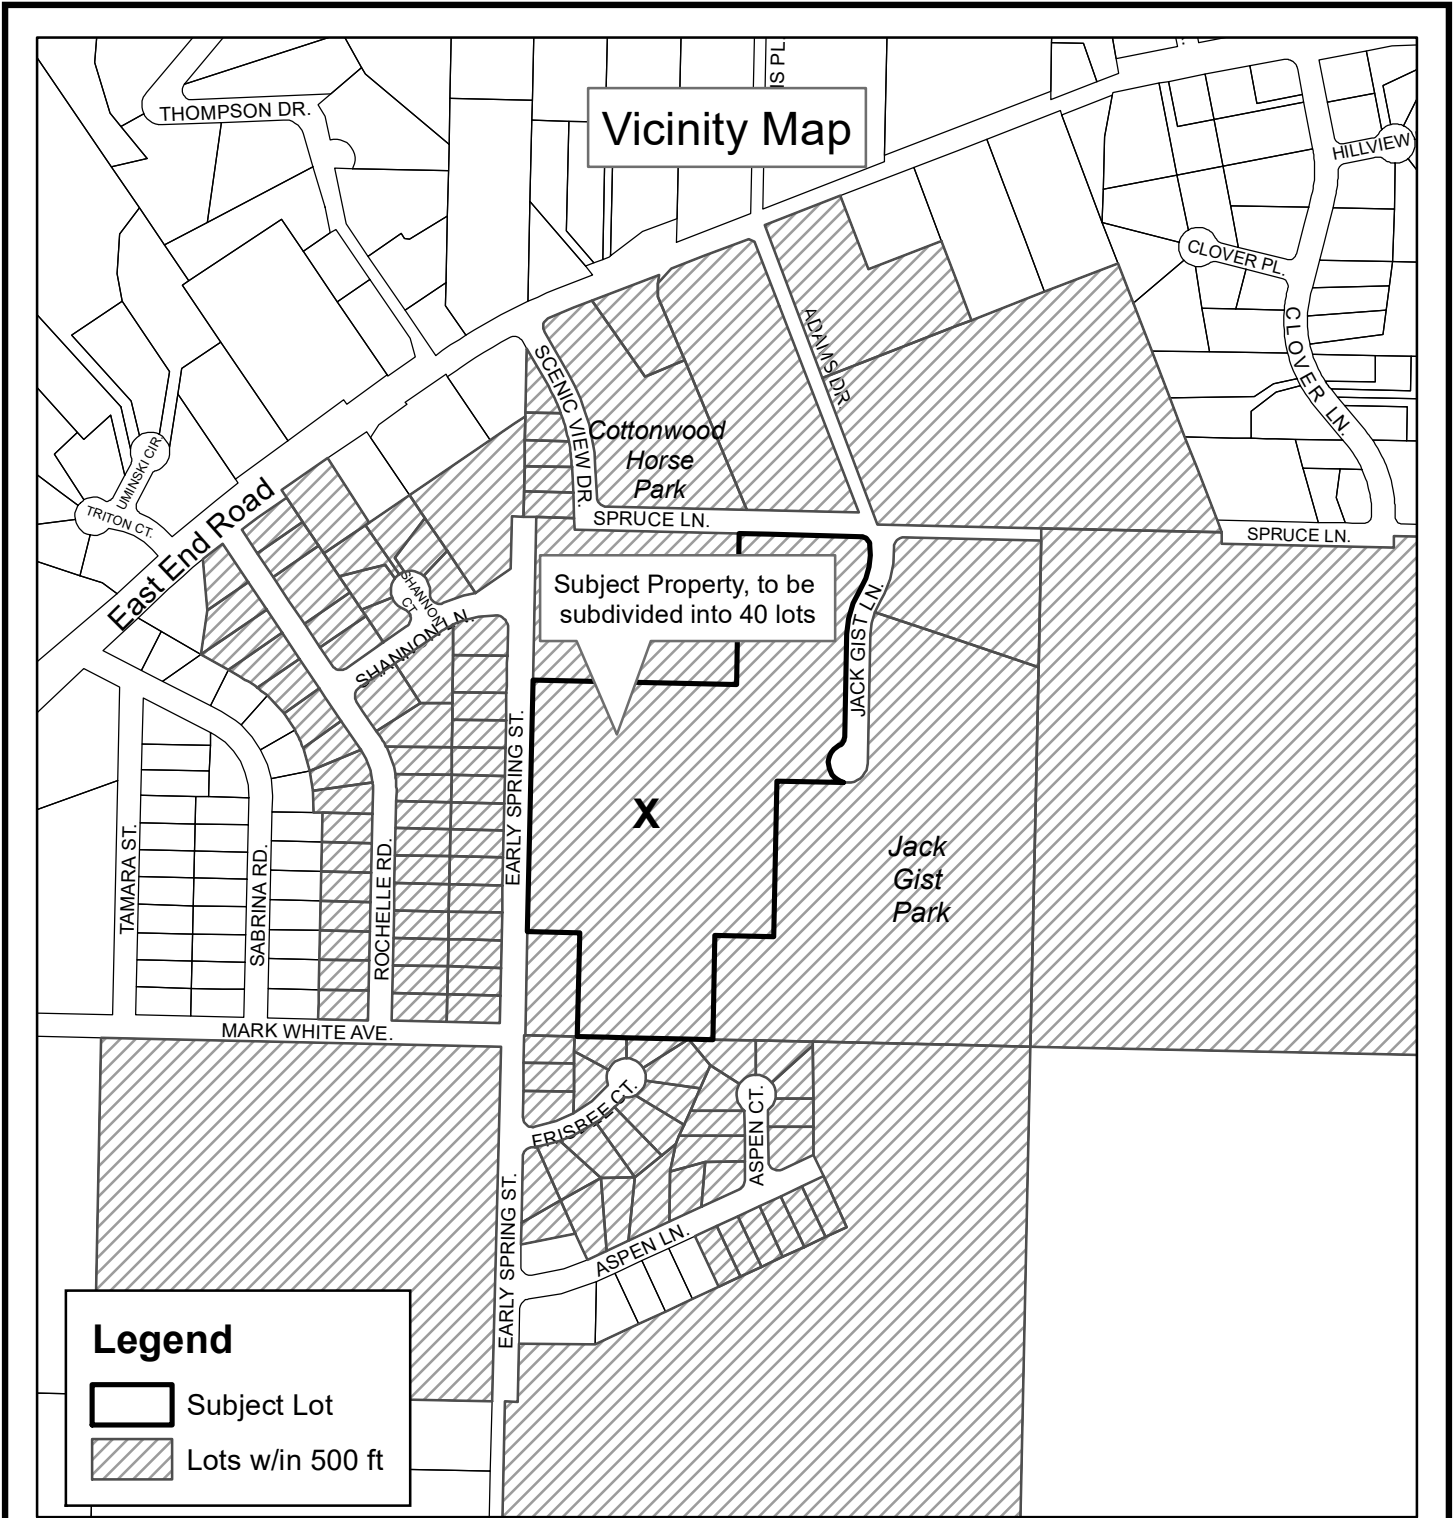 IS PL.
THOMPSON DR.
Vicinity Map
HILLVIEW
CLOVER PL.
ADAMS DR.
CLOVER LN.
SCENIC VIEW DR.
Cottonwood
Horse
Park
UMINSKI CIR.
TRITON CT.
East End Road
SPRUCE LN.
SPRUCE LN.
Subject Property, to be
subdivided into 40 lots
SHANNON
CT.
SHANNON LN.
JACK GIST LN.
EARLY SPRING ST.
X
Jack
Gist
Park
TAMARA ST.
SABRINA RD.
ROCHELLE RD.
MARK WHITE AVE.
FRISBEE CT.
ASPEN CT.
EARLY SPRING ST.
ASPEN LN.
Legend
Subject Lot
Lots w/in 500 ft